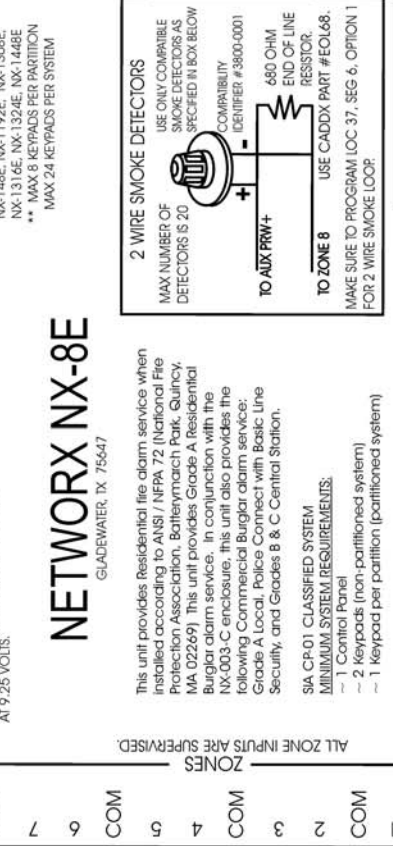 AT 9.25 VOLTS.
NX-1316E, NX-1324E, NX-1448E
** MAX 8 KEYPADS PER PARTITION
MAX 24 KEYPADS PER SYSTEM
NETWORX NX-8E
GLADEWATER, TX 75647
This unit provides Residential fire alarm service when
installed according to ANSI / NFPA 72 (National Fire
Protection Association, Batterymarch Park, Quincy,
MA 02269) This unit provides Grade A Residential
Burglar alarm service. In conjunction with the
NX-003-C enclosure, this unit also provides the
following Commercial Burglar alarm service:
Grade A Local, Police Connect with Basic Line
Security, and Grades B & C Central Station.
SIA CP-01 CLASSIFIED SYSTEM
MINIMUM SYSTEM REQUIREMENTS:
~ 1 Control Panel
~ 2 Keypads (non-partitioned system)
~ 1 Keypad per partition (partitioned system)
2 WIRE SMOKE DETECTORS
MAX NUMBER OF
DETECTORS IS 20
USE ONLY COMPATIBLE
SMOKE DETECTORS AS
SPECIFIED IN BOX BELOW
COMPATIBILITY
IDENTIFIER #3800-0001
+
-
TO AUX PRW+
680 OHM
END OF LINE
RESISTOR.
TO ZONE 8
USE CADDX PART #EOL68.
MAKE SURE TO PROGRAM LOC 37, SEG 6, OPTION 1
FOR 2 WIRE SMOKE LOOP.
ALL ZONE INPUTS ARE SUPERVISED.
ZONES
7
6
COM
5
4
COM
3
2
COM